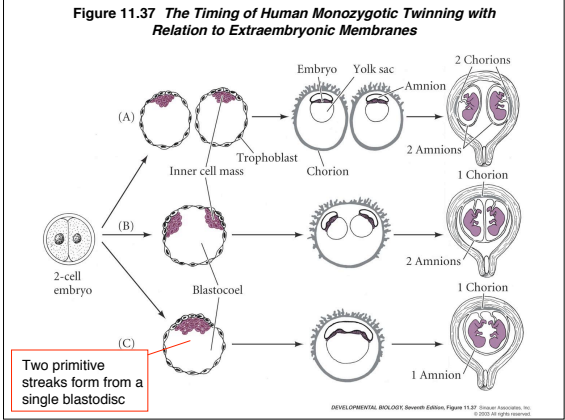 Figure 11.37 The Timing of Human Monozygotic Twinning with
Relation to Extraembryonic Membranes
2 Chorions
Embryo
Yolk sac
Amnion
(A)
Trophoblast
Inner cell mass
Chorion
2 Amnions
1 Chorion
(B)
2-cell
embryo
2 Amnions
Blastocoel
1 Chorion
(C)
1 Amnion
Two primitive
streaks form from a
single blastodisc
DEVELOPMENTAL BIOLOGY, Seventh Edition, Figure 11.37 Sinauer Associates, Inc.
© 2003 All rights reserved.